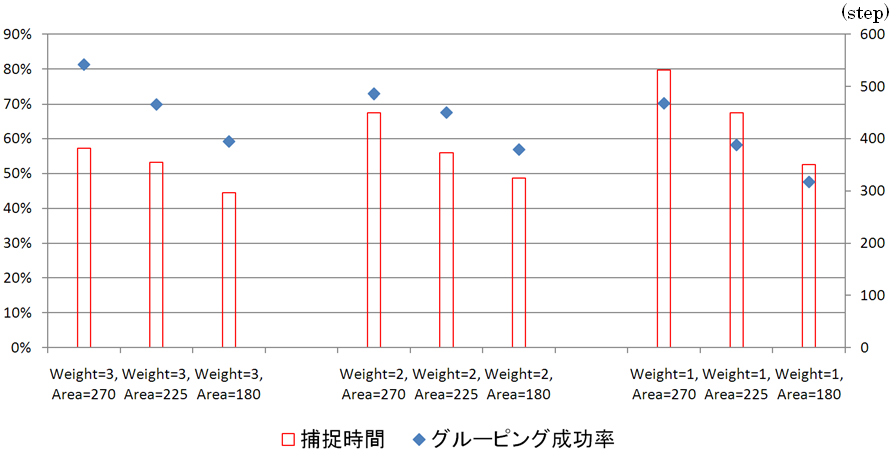 (step)
90%
80%
70%
60%
50%
40%
30%
20%
10%
0%
600
500
400
300
200
100
0
Weight=3, Weight=3, Weight=3,
Area=270 Area=225 Area=180
Weight=2, Weight=2, Weight=2,
Area=270 Area=225 Area=180
Weight=1, Weight=1, Weight=1,
Area=270 Area=225 Area=180
捕捉時間 グルーピング成功率